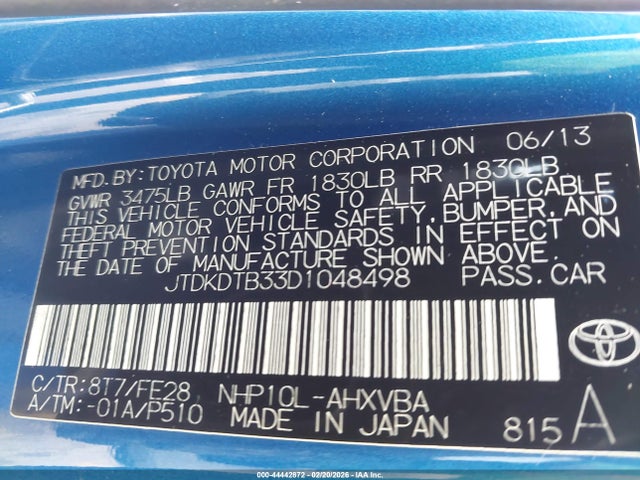 MFD. BY: TOYOTA MOTOR CORPORATION 06/13
GVWR 3475LB GAWR FR 1830LB RR 1830LB
THIS VEHICLE CONFORMS TO ALL APPLICABLE
FEDERAL MOTOR VEHICLE SAFETY, BUMPER, AND
THEFT PREVENTION STANDARDS IN EFFECT ON
THE DATE OF MANUFACTURE SHOWN ABOVE.
JTDKDTB33D1048498 PASS. CAR
C/TR: 8T7/FE28 NHP10L-AHXVBA
A/TM: -01A/P510 MADE IN JAPAN 815 A
000-44442672 - 02/20/2026 - IAA Inc.